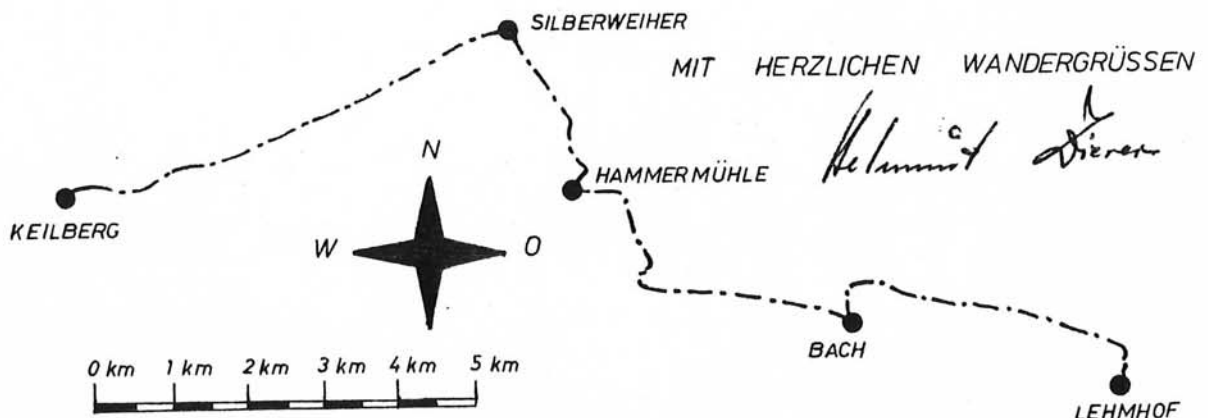 SILBERWEIHER
MIT HERZLICHEN WANDERGRÜSSEN
Helmut
N
HAMMERMÜHLE
KEILBERG
W O
BACH
0 km 1 km 2 km 3 km 4 km 5 km
LEHMHOF